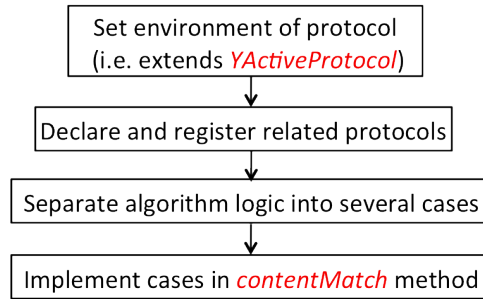 Set environment of protocol
(i.e. extends YActiveProtocol)
Declare and register related protocols
Separate algorithm logic into several cases
Implement cases in contentMatch method